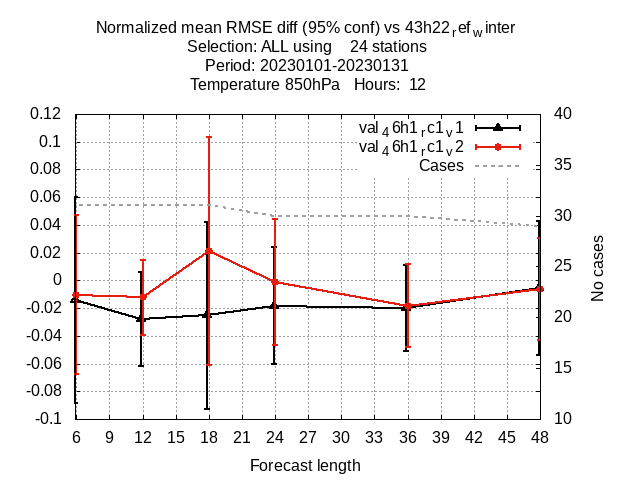 Normalized mean RMSE diff (95% conf) vs 43h22refwinter
Selection: ALL using 24 stations
Period: 20230101-20230131
Temperature 850hPa Hours: 12
0.12 40
val46h1rc1v1
0.1
val46h1rc1v2
0.08 Cases 35
0.06
0.04 30
0.02
0 25
-0.02 20
-0.04
-0.06 15
-0.08
-0.1 10
No cases
6 9 12 15 18 21 24 27 30 33 36 39 42 45 48
Forecast length